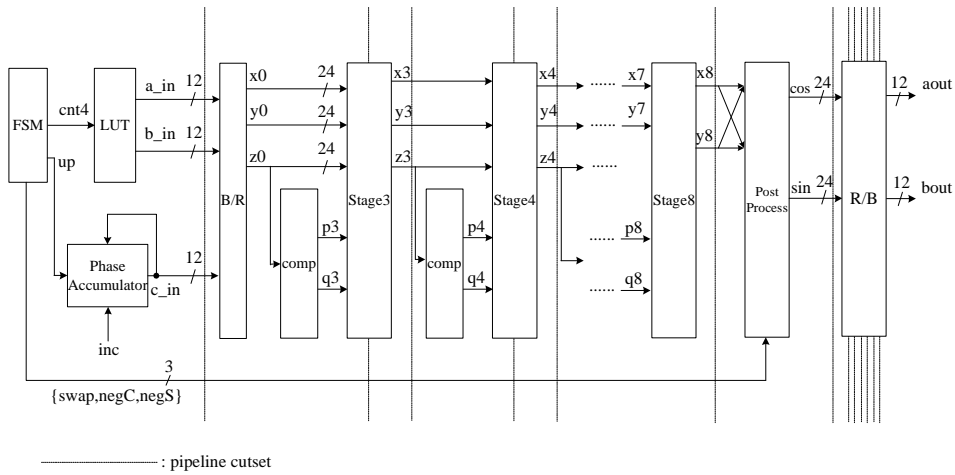 FSM
cnt4
up
LUT
a_in
12
b_in
12
Phase
Accumulator
c_in
12
inc
3
{swap,negC,negS}
B/R
x0
24
y0
24
z0
24
comp
p3
q3
Stage3
x3
y3
z3
comp
p4
q4
Stage4
x4
y4
z4
...... x7
...... y7
......
...... p8
...... q8
Stage8
x8
y8
Post
Process
cos
24
sin
24
R/B
12
aout
12
bout
: pipeline cutset